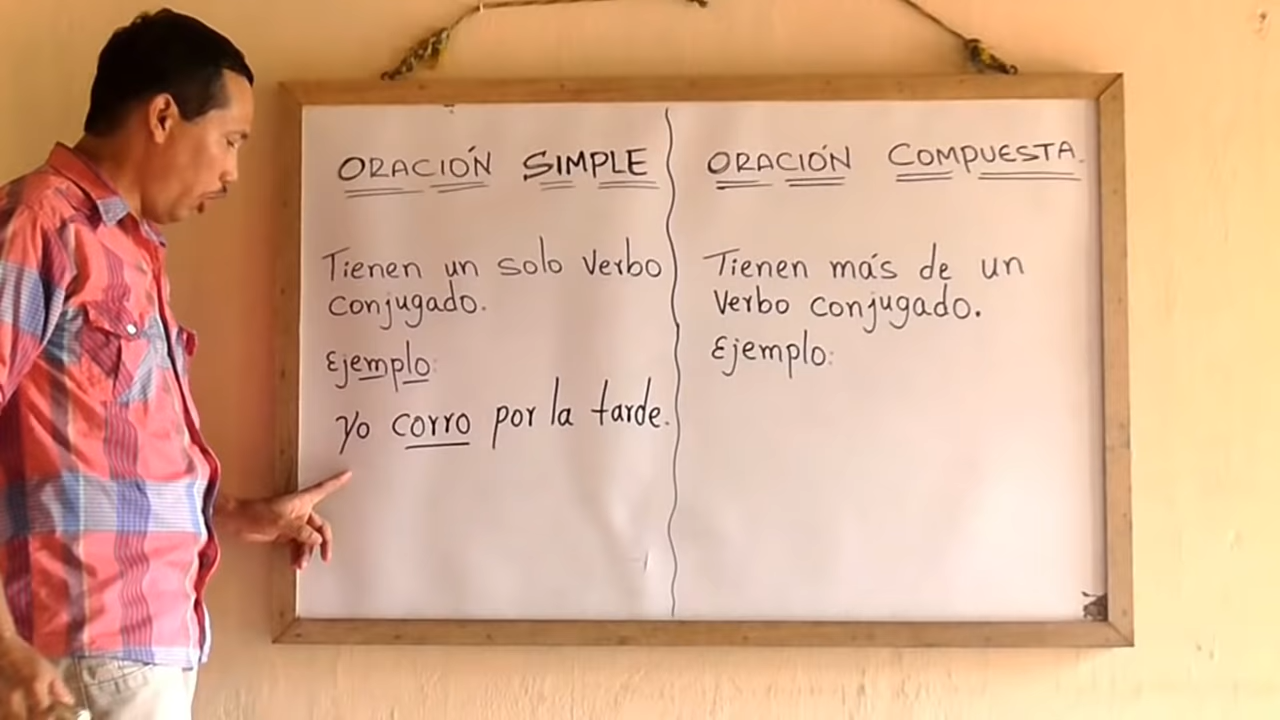 ORACIÓN SIMPLE
Tienen un solo verbo
conjugado.
Ejemplo:
Yo corro por la tarde.
ORACIÓN COMPUESTA.
Tienen más de un
verbo conjugado.
Ejemplo: